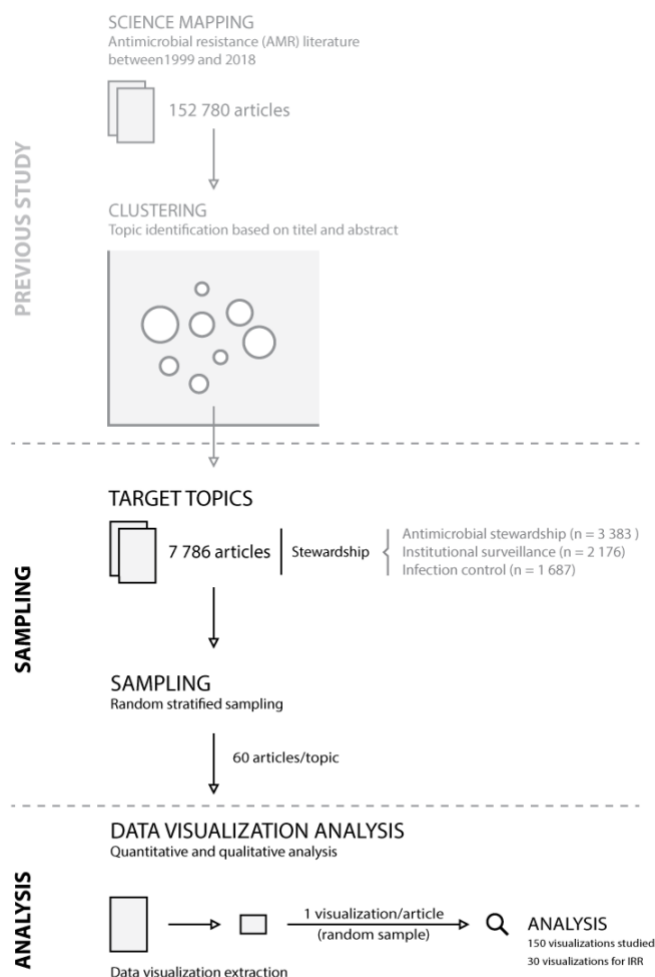 PREVIOUS STUDY
SCIENCE MAPPING
Antimicrobial resistance (AMR) literature
between1999 and 2018
152 780 articles
CLUSTERING
Topic identification based on titel and abstract
SAMPLING
TARGET TOPICS
7 786 articles
Stewardship
Antimicrobial stewardship (n = 3 383 )
Institutional surveillance (n = 2 176)
Infection control (n = 1 687)
SAMPLING
Random stratified sampling
60 articles/topic
ANALYSIS
DATA VISUALIZATION ANALYSIS
Quantitative and qualitative analysis
1 visualization/article
(random sample)
ANALYSIS
150 visualizations studied
30 visualizations for IRR
Data visualization extraction